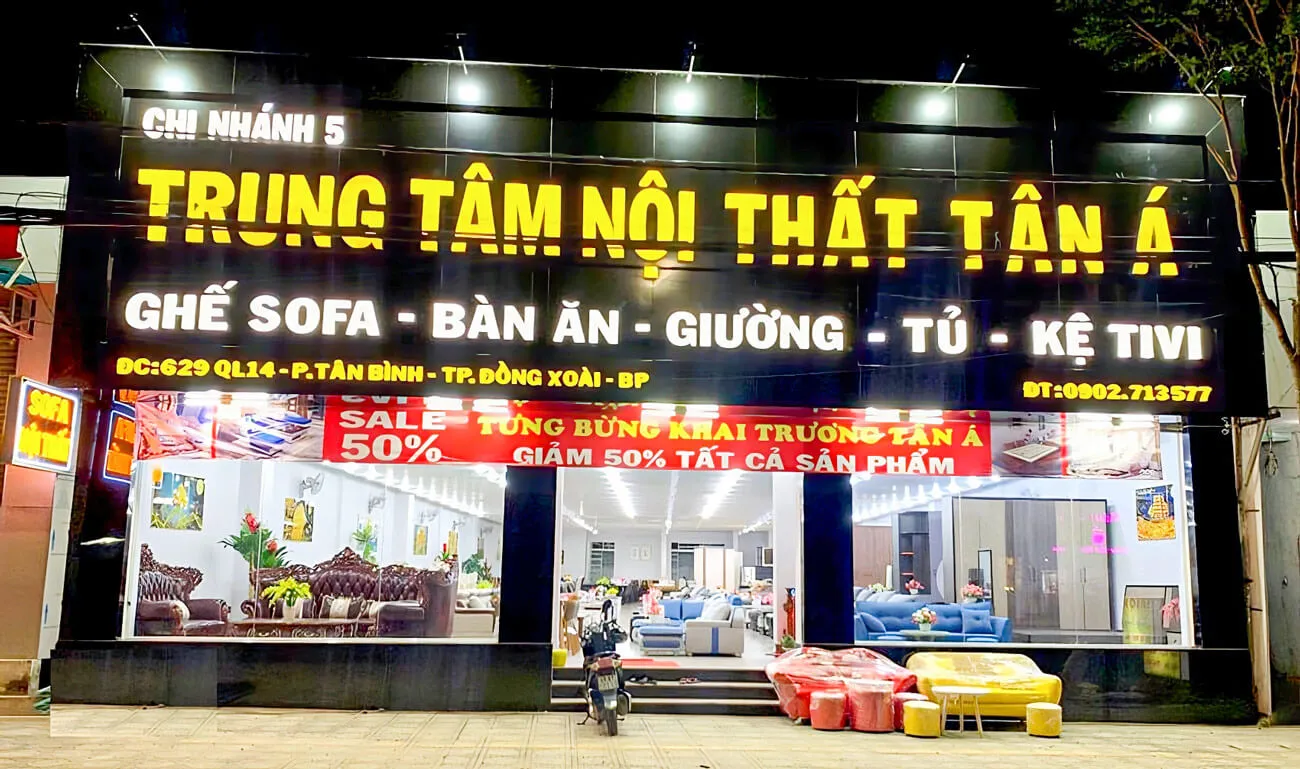 CHI NHÁNH 5
TRUNG TÂM NỘI THẤT TÂN Á
GHẾ SOFA - BÀN ĂN - GIƯỜNG - TỦ - KỆ TIVI
ĐC:629 QL14 - P.TÂN BÌNH - TP.ĐỒNG XOÀI - BP
ĐT:0902.713577
SALE
50%
TƯNG BỪNG KHAI TRƯƠNG TÂN Á
GIẢM 50% TẤT CẢ SẢN PHẨM
SOFA